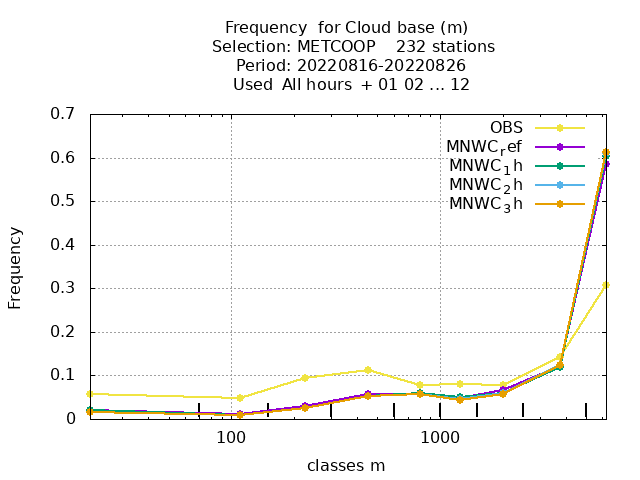 Frequency  for Cloud base (m)
Selection: METCOOP    232 stations
Period: 20220816-20220826
Used  All hours  + 01 02 ... 12
Frequency
0.7
0.6
0.5
0.4
0.3
0.2
0.1
0
OBS
MNWC_ref
MNWC_1h
MNWC_2h
MNWC_3h
100
1000
classes m